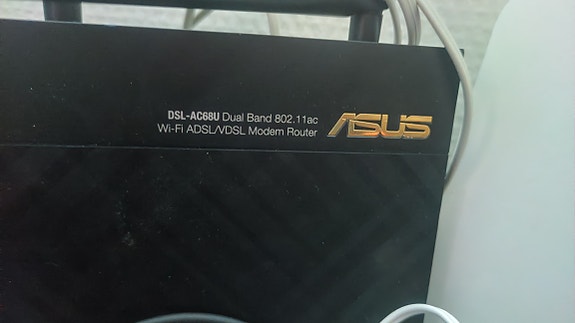 DSL-AC68U Dual Band 802.11ac
Wi-Fi ADSL/VDSL Modem Router
ASUS